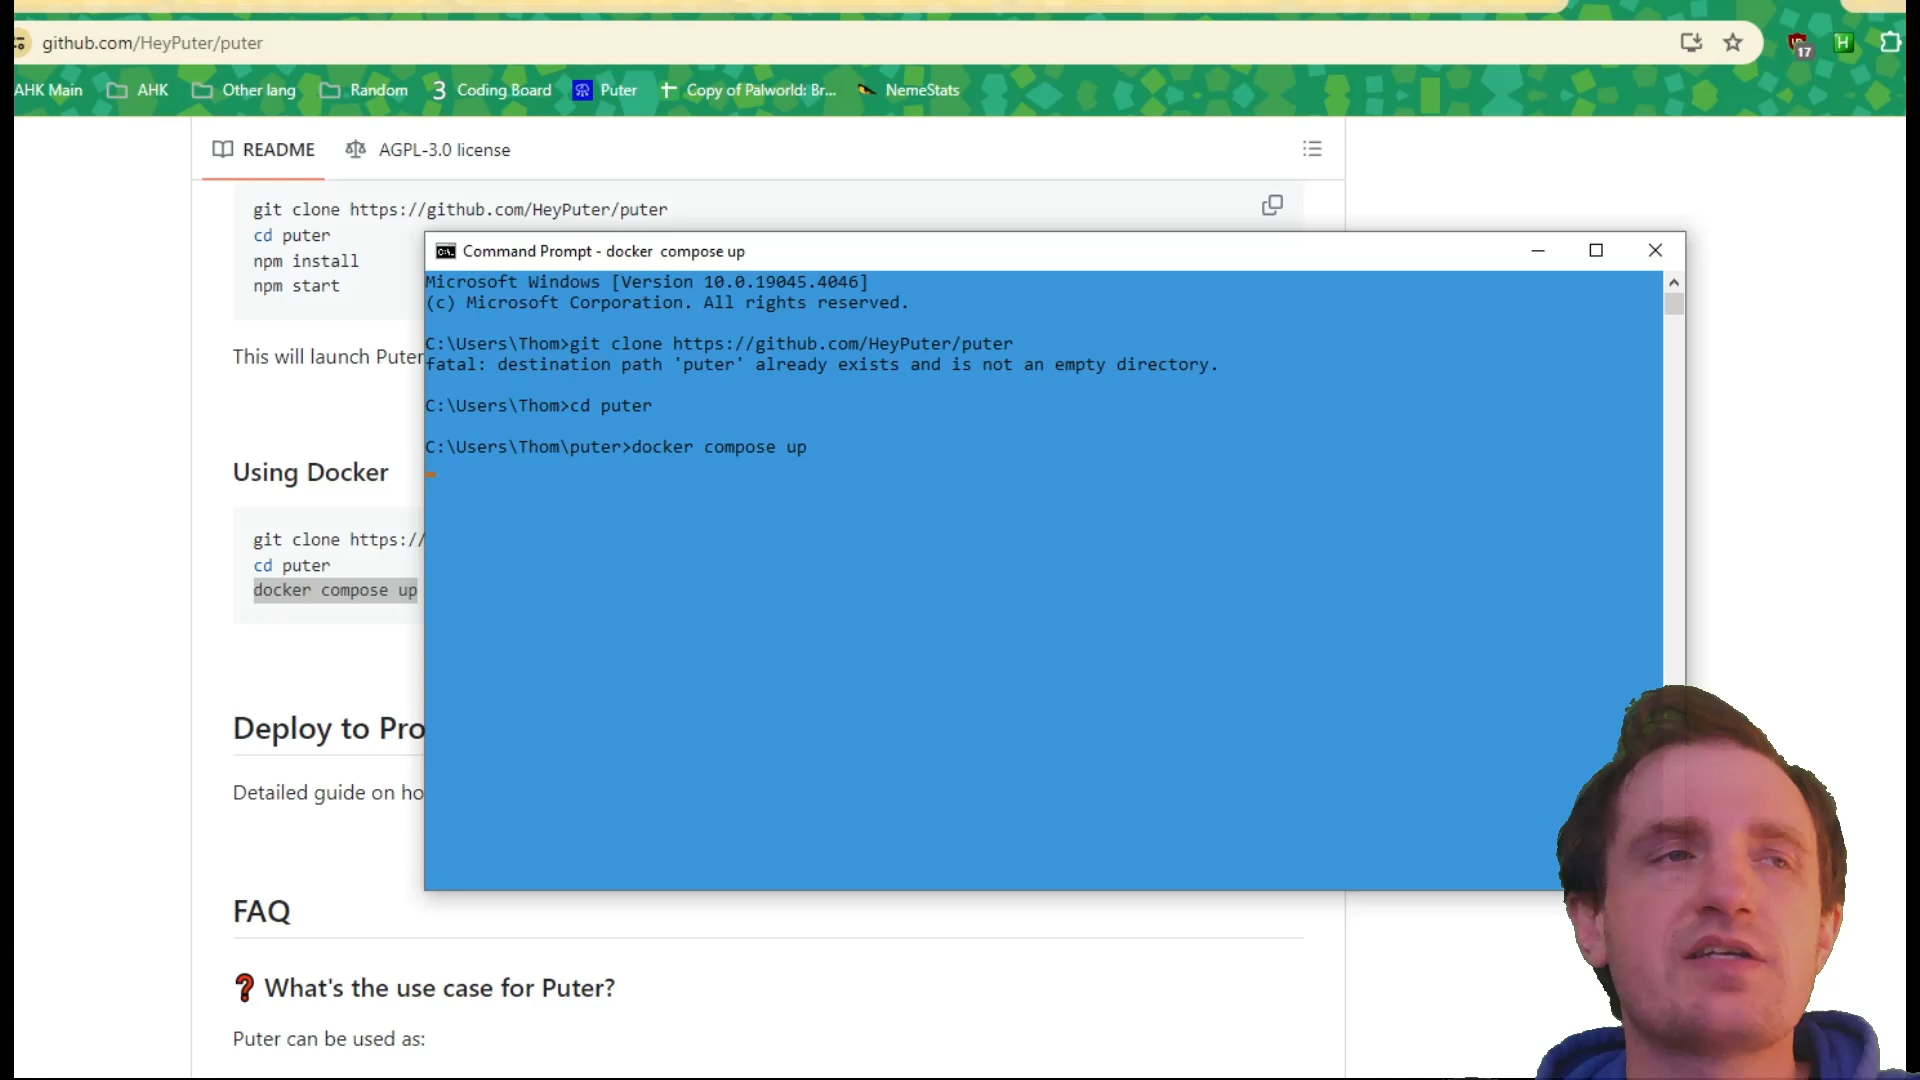 github.com/HeyPuter/puter
17
H
AHK Main
AHK
Other lang
Random
3 Coding Board
Puter
Copy of Palworld: Br...
NemeStats
README
AGPL-3.0 license
git clone https://github.com/HeyPuter/puter
cd puter
npm install
npm start
This will launch Puter
Using Docker
git clone https://
cd puter
docker compose up
Deploy to Pro
Detailed guide on ho
FAQ
❓ What's the use case for Puter?
Puter can be used as:
Command Prompt - docker  compose up
Microsoft Windows [Version 10.0.19045.4046]
(c) Microsoft Corporation. All rights reserved.
C:\Users\Thom>git clone https://github.com/HeyPuter/puter
fatal: destination path 'puter' already exists and is not an empty directory.
C:\Users\Thom>cd puter
C:\Users\Thom\puter>docker compose up